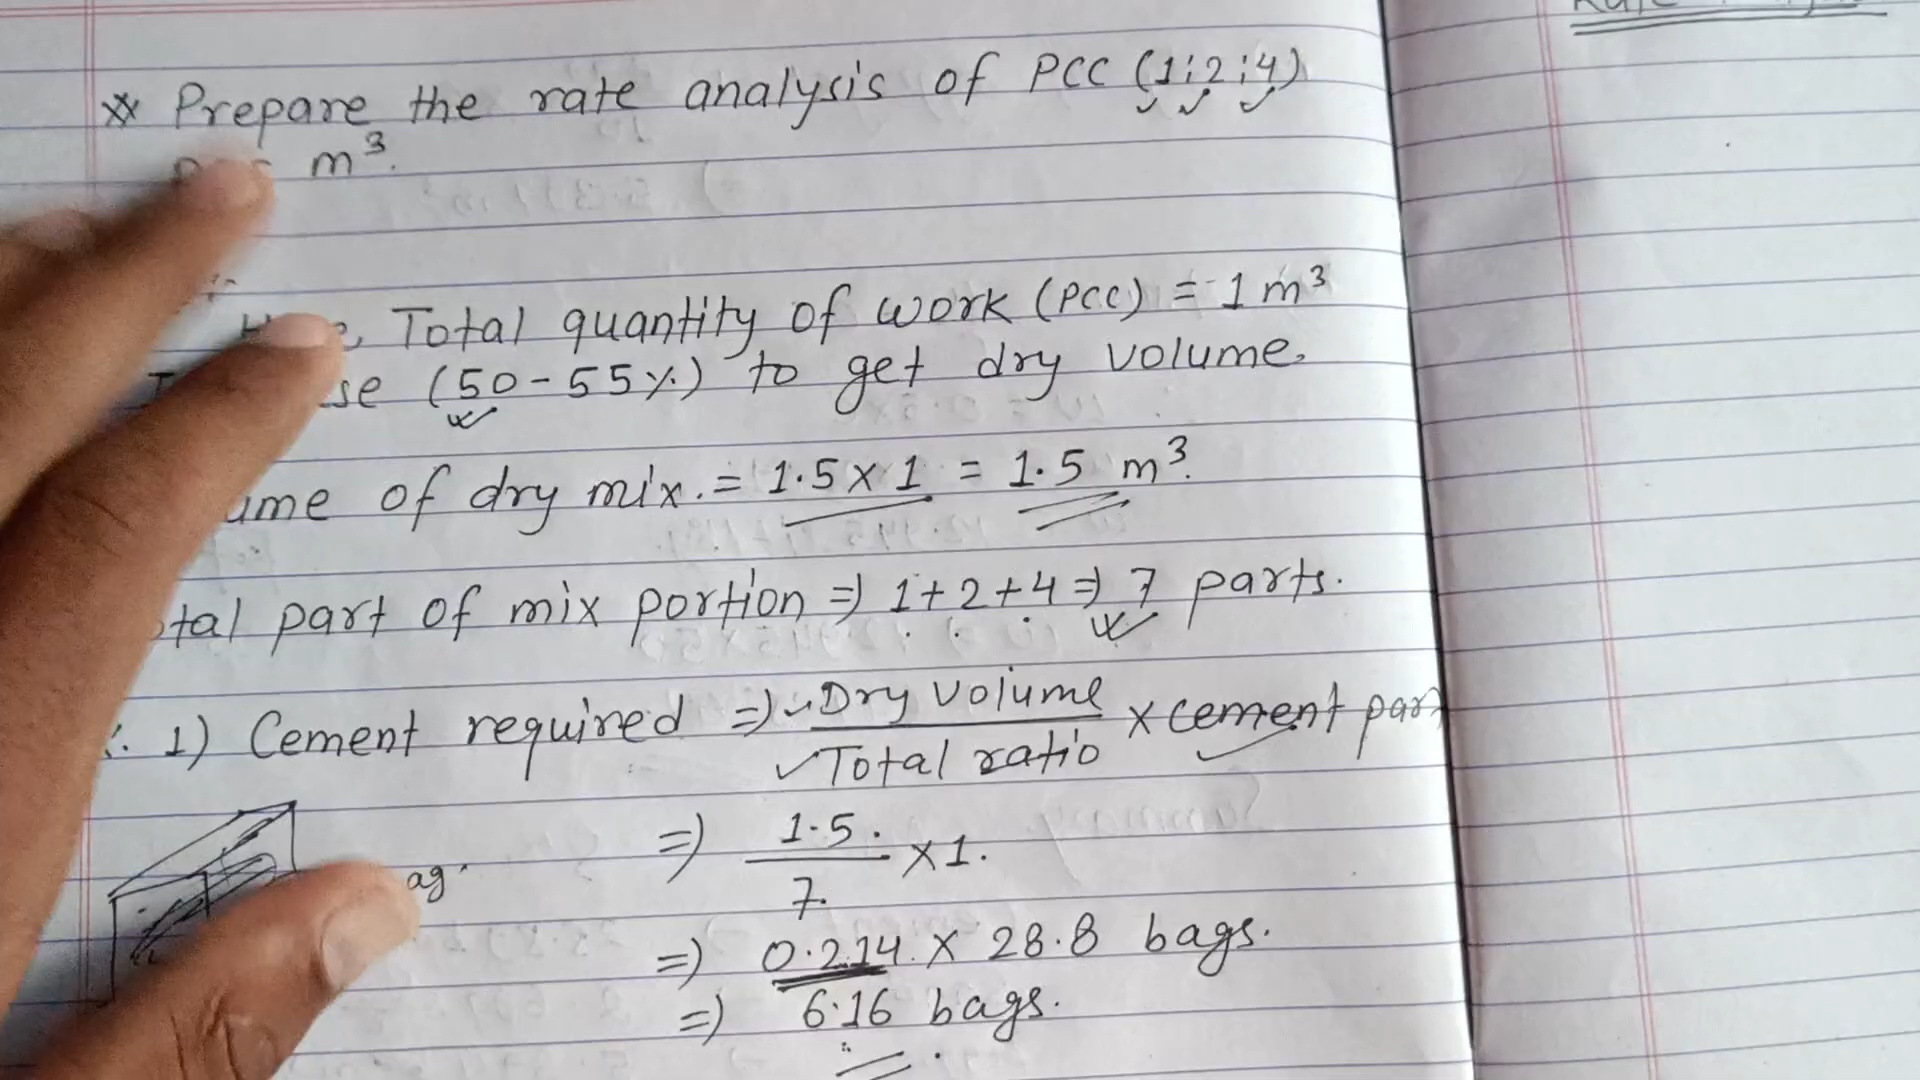 Prepare the rate analysis of PCC (1:2:4)
m³.
Total quantity of work (PCC) = 1 m³
(50-55%) to get dry volume.
of dry mix. = 1.5 x 1 = 1.5 m³.
part of mix portion => 1+2+4 => 7 parts.
∴ 1) Cement required => Dry volume / Total ratio x cement part
=> 1.5 / 7 x 1.
=> 0.214 x 28.8 bags.
=> 6.16 bags.